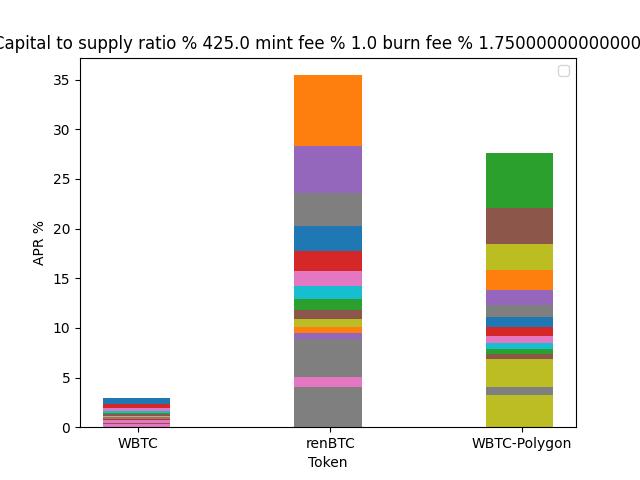 Capital to supply ratio % 425.0 mint fee % 1.0 burn fee % 1.75000000000000
35
30
25
20
15
10
5
0
APR %
WBTC renBTC WBTC-Polygon
Token